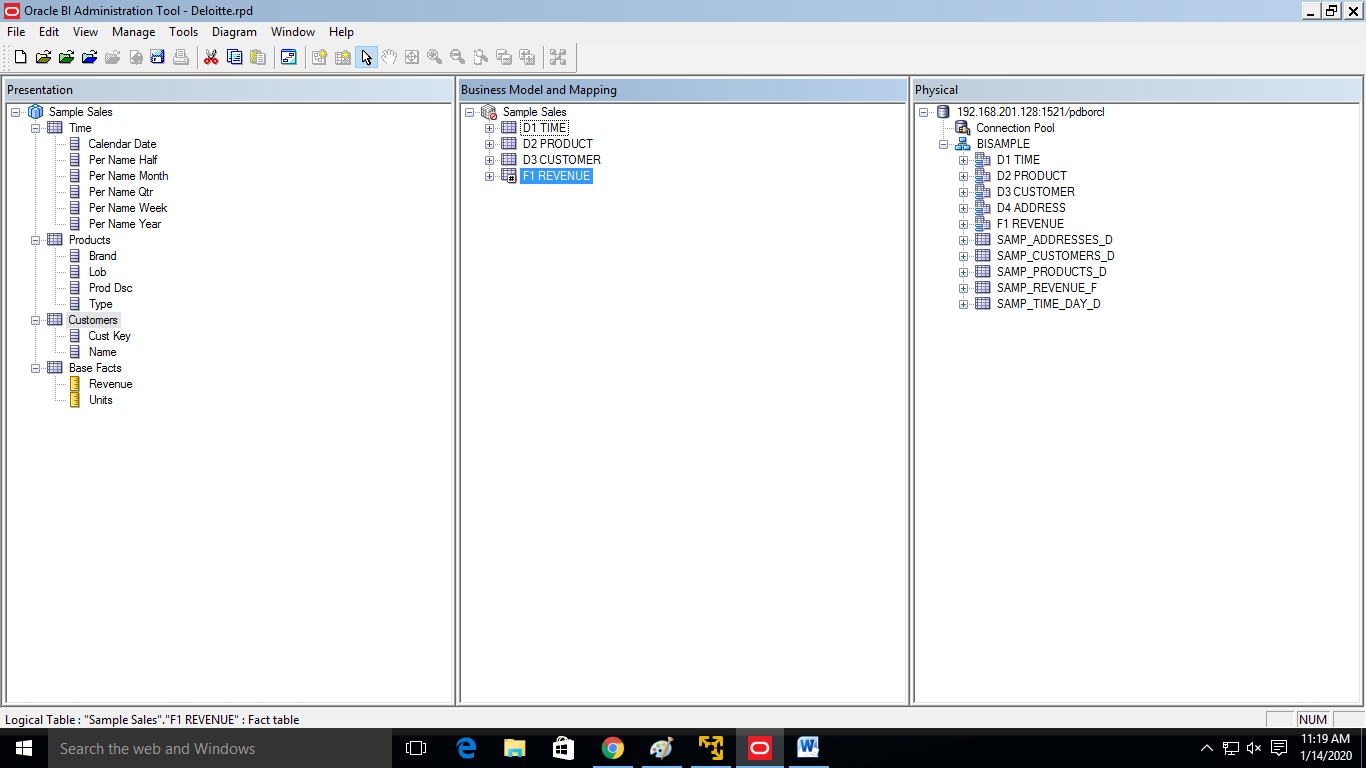 Oracle BI Administration Tool - Deloitte.rpd
File Edit View Manage Tools Diagram Window Help
Presentation
Sample Sales
Time
Calendar Date
Per Name Half
Per Name Month
Per Name Qtr
Per Name Week
Per Name Year
Products
Brand
Lob
Prod Dsc
Type
Customers
Cust Key
Name
Base Facts
Revenue
Units
Business Model and Mapping
Sample Sales
D1 TIME
D2 PRODUCT
D3 CUSTOMER
F1 REVENUE
Physical
192.168.201.128:1521/pdborcl
Connection Pool
BISAMPLE
D1 TIME
D2 PRODUCT
D3 CUSTOMER
D4 ADDRESS
F1 REVENUE
SAMP_ADDRESSES_D
SAMP_CUSTOMERS_D
SAMP_PRODUCTS_D
SAMP_REVENUE_F
SAMP_TIME_DAY_D
Logical Table : "Sample Sales"."F1 REVENUE" : Fact table
NUM
Search the web and Windows
11:19 AM
1/14/2020